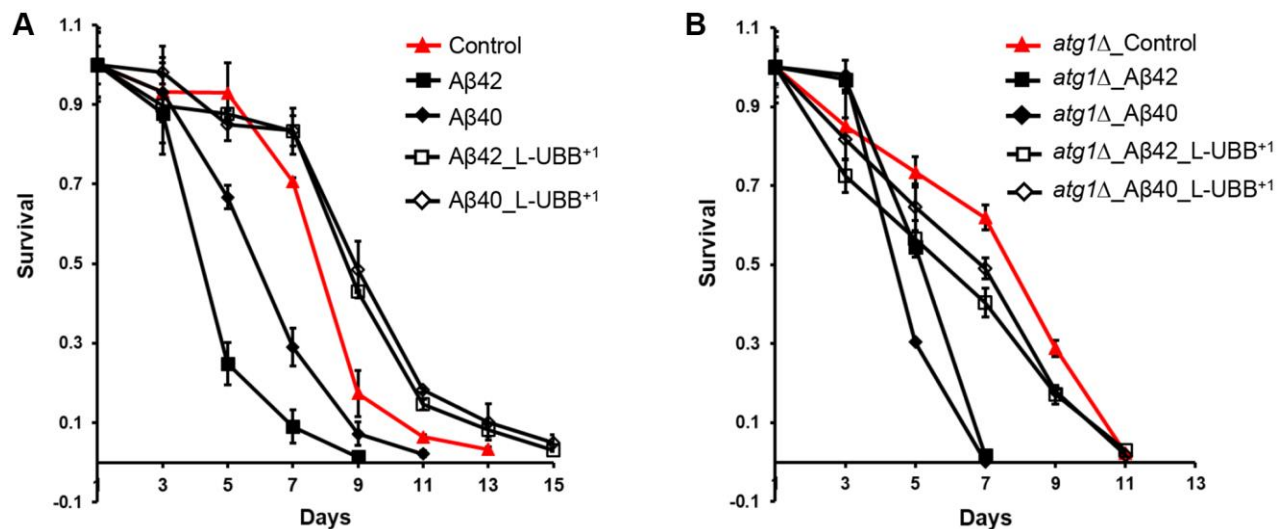 A
1.1
0.9
0.7
0.5
0.3
0.1
-0.1
Survival
1
3
5
7
9
11
13
15
Days
Control
Aβ42
Aβ40
Aβ42_L-UBB⁺¹
Aβ40_L-UBB⁺¹
B
1.1
0.9
0.7
0.5
0.3
0.1
-0.1
Survival
1
3
5
7
9
11
13
Days
atg1Δ_Control
atg1Δ_Aβ42
atg1Δ_Aβ40
atg1Δ_Aβ42_L-UBB⁺¹
atg1Δ_Aβ40_L-UBB⁺¹